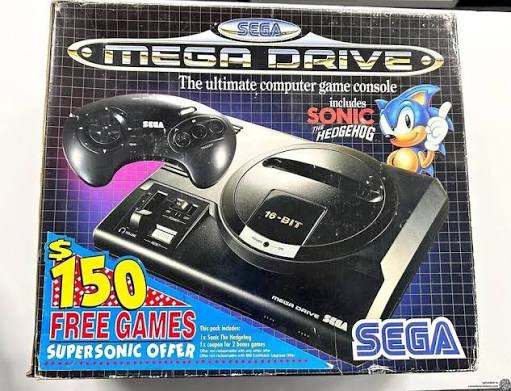 SEGA
MEGA DRIVE
The ultimate computer game console
includes
SONIC
THE HEDGEHOG
SEGA
16-BIT
MEGA DRIVE SEGA
$150
FREE GAMES
SUPERSONIC OFFER
This pack includes:
1x Sonic The Hedgehog
1x coupon for 2 bonus games
SEGA